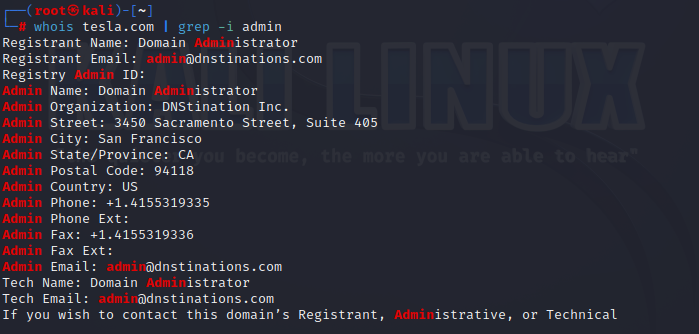 ┌──(root㉿kali)-[~]
└─# whois tesla.com | grep -i admin
Registrant Name: Domain Administrator
Registrant Email: admin@dnstinations.com
Registry Admin ID:
Admin Name: Domain Administrator
Admin Organization: DNStination Inc.
Admin Street: 3450 Sacramento Street, Suite 405
Admin City: San Francisco
Admin State/Province: CA
Admin Postal Code: 94118
Admin Country: US
Admin Phone: +1.4155319335
Admin Phone Ext:
Admin Fax: +1.4155319336
Admin Fax Ext:
Admin Email: admin@dnstinations.com
Tech Name: Domain Administrator
Tech Email: admin@dnstinations.com
If you wish to contact this domain’s Registrant, Administrative, or Technical
KALI LINUX
you become, the more you are able to hear"